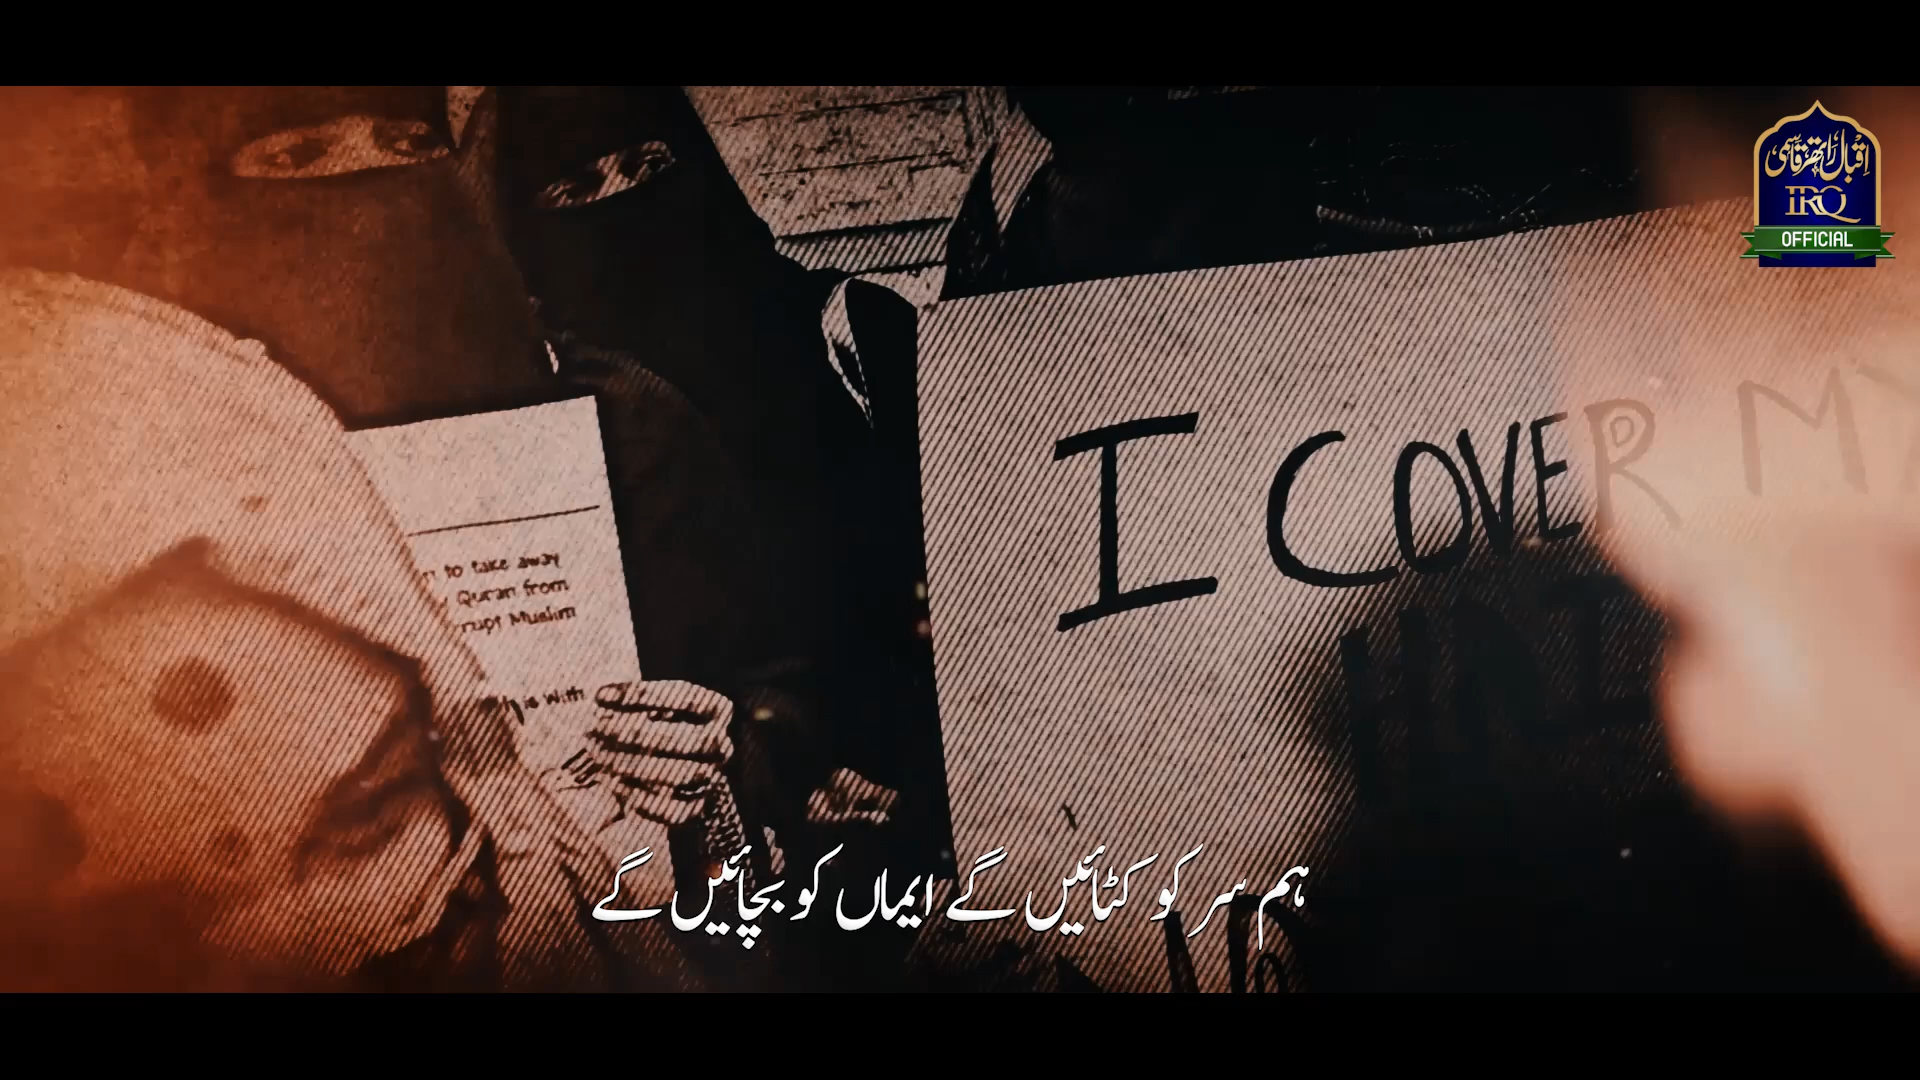 اقبال راتھر قاسمی
IRQ
OFFICIAL
to take away
Quran from
Muslim
is with
I COVER MY
ہم سر کو کٹائیں گے ایماں کو بچائیں گے